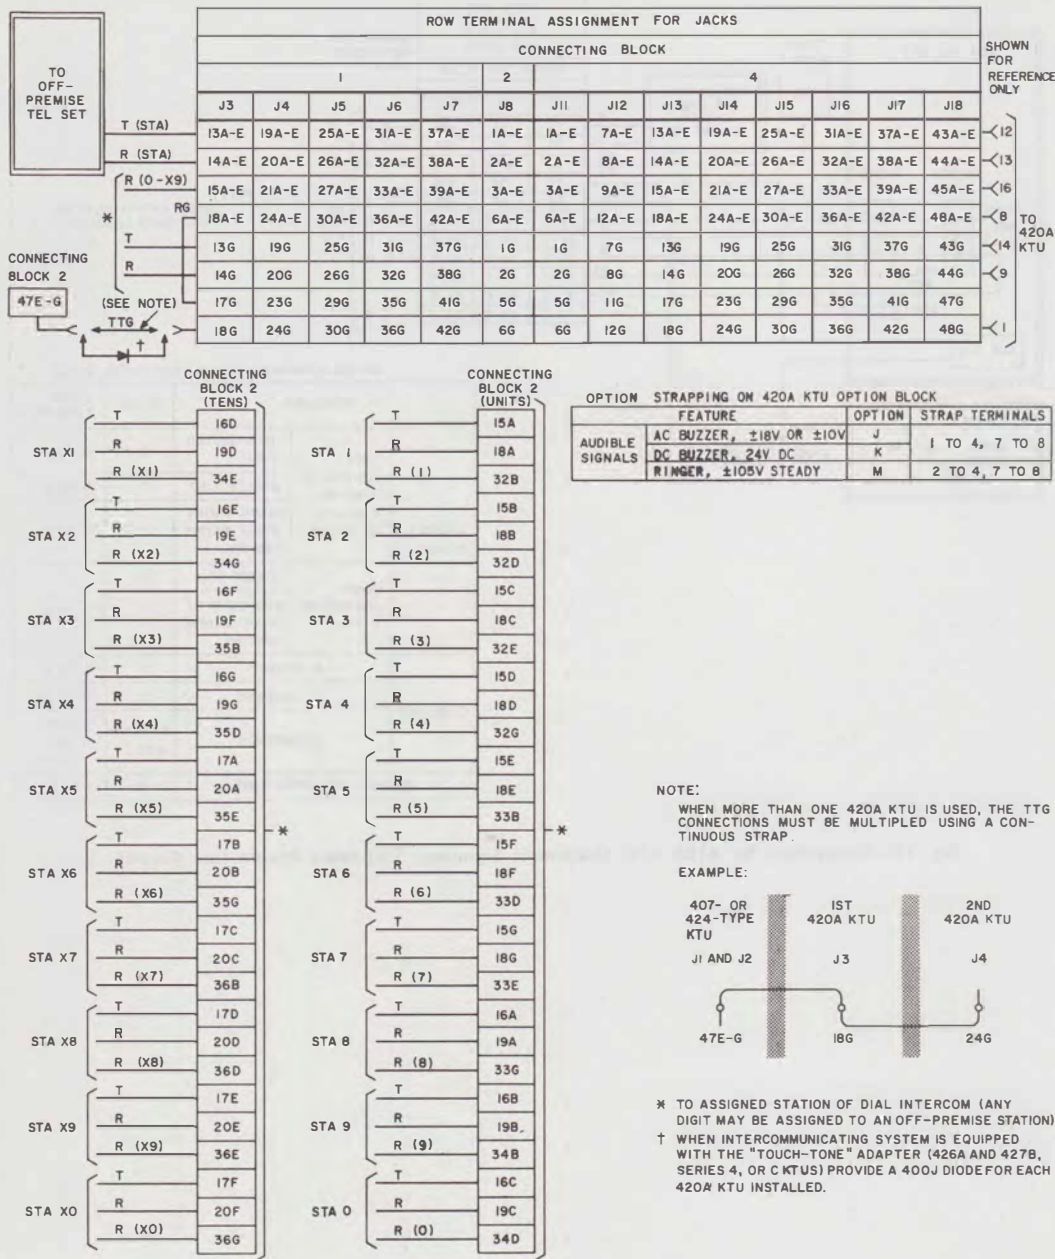 ROW TERMINAL ASSIGNMENT FOR JACKS
CONNECTING BLOCK
SHOWN FOR REFERENCE ONLY
1 2 4
J3 J4 J5 J6 J7 J8 J11 J12 J13 J14 J15 J16 J17 J18
TO OFF-PREMISE TEL SET
T (STA) 13A-E 19A-E 25A-E 31A-E 37A-E 1A-E 1A-E 7A-E 13A-E 19A-E 25A-E 31A-E 37A-E 43A-E 12
R (STA) 14A-E 20A-E 26A-E 32A-E 38A-E 2A-E 2A-E 8A-E 14A-E 20A-E 26A-E 32A-E 38A-E 44A-E 13
R (0-X9) 15A-E 21A-E 27A-E 33A-E 39A-E 3A-E 3A-E 9A-E 15A-E 21A-E 27A-E 33A-E 39A-E 45A-E 16
* RG 18A-E 24A-E 30A-E 36A-E 42A-E 6A-E 6A-E 12A-E 18A-E 24A-E 30A-E 36A-E 42A-E 48A-E 8
TO 420A KTU
T 13G 19G 25G 31G 37G 1G 1G 7G 13G 19G 25G 31G 37G 43G 14
R 14G 20G 26G 32G 38G 2G 2G 8G 14G 20G 26G 32G 38G 44G 9
17G 23G 29G 35G 41G 5G 5G 11G 17G 23G 29G 35G 41G 47G
18G 24G 30G 36G 42G 6G 6G 12G 18G 24G 30G 36G 42G 48G 1
CONNECTING BLOCK 2
47E-G
(SEE NOTE)
TTG
†
CONNECTING BLOCK 2 (TENS)
STA X1
T 16D
R 19D
R (X1) 34E
STA X2
T 16E
R 19E
R (X2) 34G
STA X3
T 16F
R 19F
R (X3) 35B
STA X4
T 16G
R 19G
R (X4) 35D
STA X5
T 17A
R 20A
R (X5) 35E
*
STA X6
T 17B
R 20B
R (X6) 35G
STA X7
T 17C
R 20C
R (X7) 36B
STA X8
T 17D
R 20D
R (X8) 36D
STA X9
T 17E
R 20E
R (X9) 36E
STA X0
T 17F
R 20F
R (X0) 36G
CONNECTING BLOCK 2 (UNITS)
STA 1
T 15A
R 18A
R (1) 32B
STA 2
T 15B
R 18B
R (2) 32D
STA 3
T 15C
R 18C
R (3) 32E
STA 4
T 15D
R 18D
R (4) 32G
STA 5
T 15E
R 18E
R (5) 33B
*
STA 6
T 15F
R 18F
R (6) 33D
STA 7
T 15G
R 18G
R (7) 33E
STA 8
T 16A
R 19A
R (8) 33G
STA 9
T 16B
R 19B
R (9) 34B
STA 0
T 16C
R 19C
R (0) 34D
OPTION STRAPPING ON 420A KTU OPTION BLOCK
FEATURE OPTION STRAP TERMINALS
AUDIBLE SIGNALS
AC BUZZER, ±18V OR ±10V J
1 TO 4, 7 TO 8
DC BUZZER, 24V DC K
RINGER, ±105V STEADY M 2 TO 4, 7 TO 8
NOTE:
WHEN MORE THAN ONE 420A KTU IS USED, THE TTG
CONNECTIONS MUST BE MULTIPLED USING A CON-
TINUOUS STRAP.
EXAMPLE:
407- OR 424-TYPE KTU
1ST 420A KTU
2ND 420A KTU
J1 AND J2 J3 J4
47E-G 18G 24G
* TO ASSIGNED STATION OF DIAL INTERCOM (ANY
DIGIT MAY BE ASSIGNED TO AN OFF-PREMISE STATION)
† WHEN INTERCOMMUNICATING SYSTEM IS EQUIPPED
WITH THE "TOUCH-TONE" ADAPTER (426A AND 427B,
SERIES 4, OR C KTUS) PROVIDE A 400J DIODE FOR EACH
420A KTU INSTALLED.